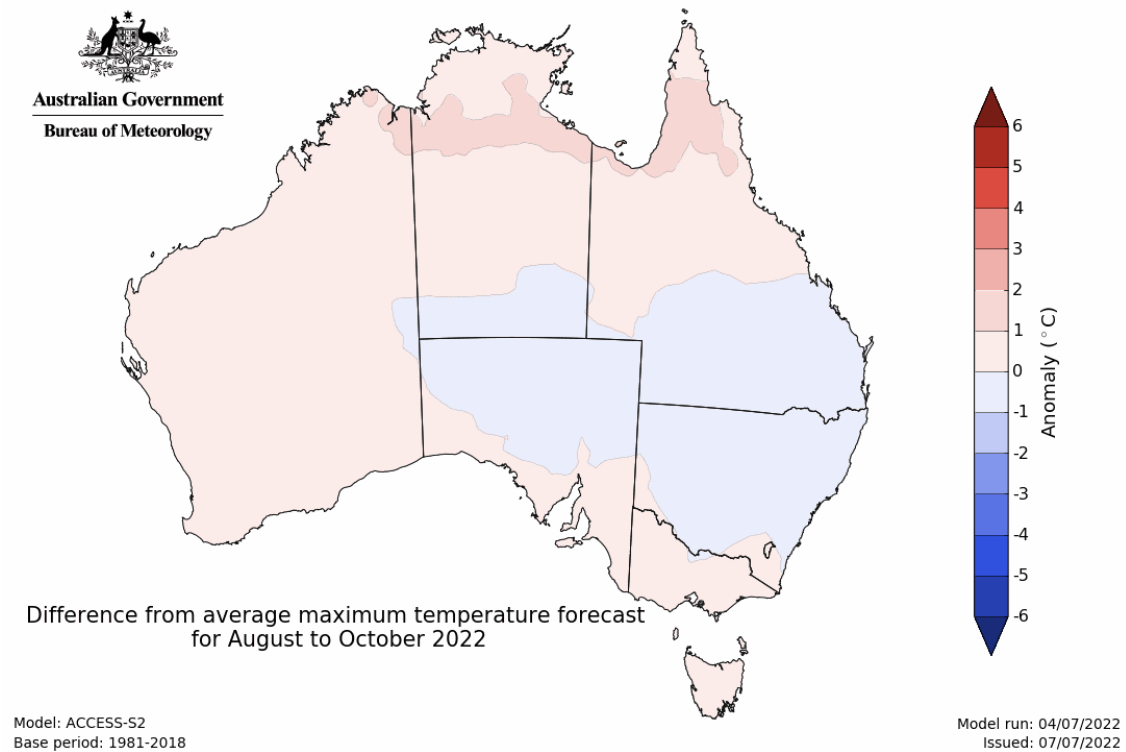 Australian Government
Bureau of Meteorology
6
5
4
3
2
1
0
-1
-2
-3
-4
-5
-6
Anomaly (°C)
Difference from average maximum temperature forecast
for August to October 2022
Model: ACCESS-S2
Base period: 1981-2018
Model run: 04/07/2022
Issued: 07/07/2022